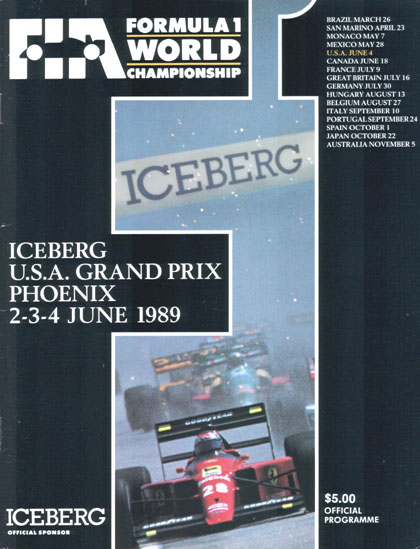 FIA
FORMULA 1
WORLD
CHAMPIONSHIP
BRAZIL MARCH 26
SAN MARINO APRIL 23
MONACO MAY 7
MEXICO MAY 28
U.S.A. JUNE 4
CANADA JUNE 18
FRANCE JULY 9
GREAT BRITAIN JULY 16
GERMANY JULY 30
HUNGARY AUGUST 13
BELGIUM AUGUST 27
ITALY SEPTEMBER 10
PORTUGAL SEPTEMBER 24
SPAIN OCTOBER 1
JAPAN OCTOBER 22
AUSTRALIA NOVEMBER 5
ICEBERG
ICEBERG
U.S.A. GRAND PRIX
PHOENIX
2-3-4 JUNE 1989
GOODYEAR
28
GOODYEAR
$5.00
OFFICIAL
PROGRAMME
ICEBERG
OFFICIAL SPONSOR